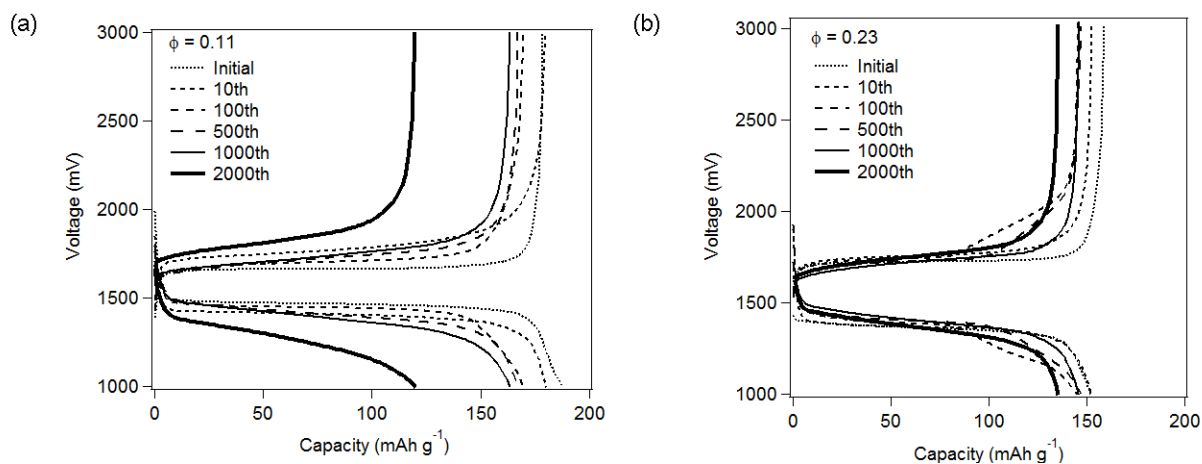 (a)
3000
2500
2000
1500
1000
Voltage (mV)
ϕ = 0.11
Initial
10th
100th
500th
1000th
2000th
0
50
100
150
200
Capacity (mAh g⁻¹)
(b)
3000
2500
2000
1500
1000
Voltage (mV)
ϕ = 0.23
Initial
10th
100th
500th
1000th
2000th
0
50
100
150
200
Capacity (mAh g⁻¹)